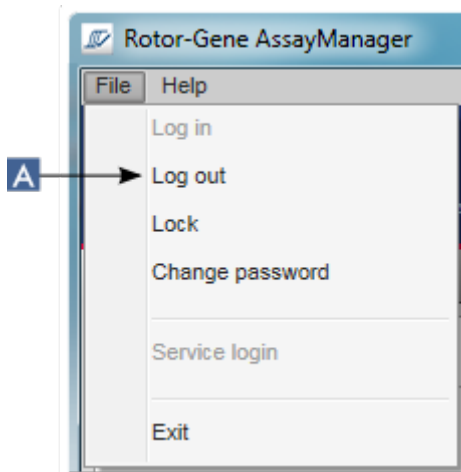 Rotor-Gene AssayManager
File Help
Log in
A Log out
Lock
Change password
Service login
Exit